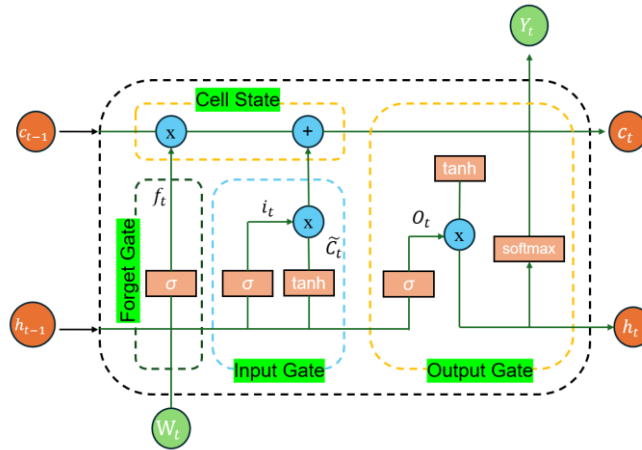 Y_t
Cell State
c_{t-1}
x
+
c_t
tanh
f_t
i_t
x
O_t
x
C̃_t
softmax
Forget Gate
σ
σ
tanh
σ
h_{t-1}
h_t
Input Gate
Output Gate
W_t